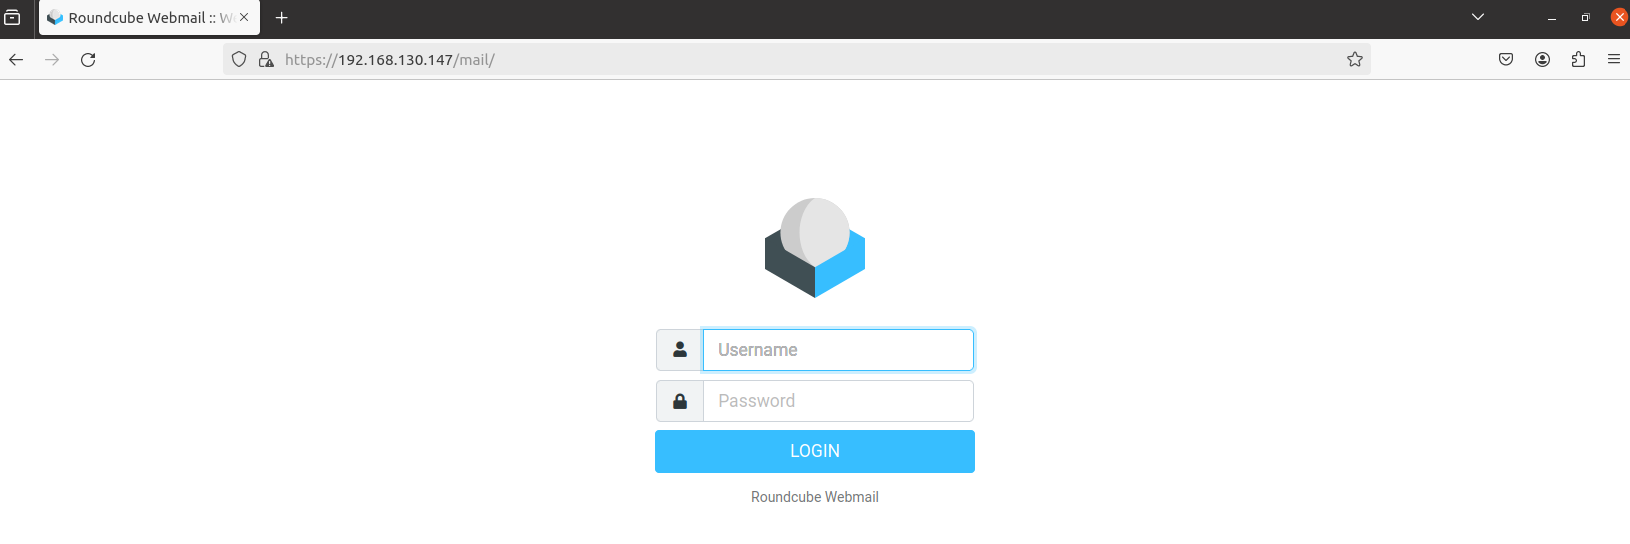 Roundcube Webmail :: W
https://192.168.130.147/mail/
Username
Password
LOGIN
Roundcube Webmail